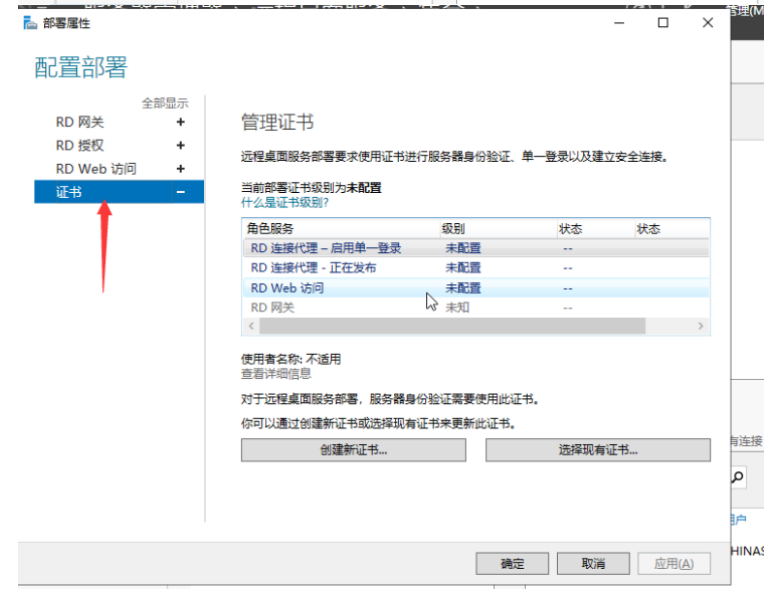 部署属性
管理(M
配置部署
全部显示
RD 网关 +
RD 授权 +
RD Web 访问 +
证书 −
管理证书
远程桌面服务部署要求使用证书进行服务器身份验证、单一登录以及建立安全连接。
当前部署证书级别为未配置
什么是证书级别?
角色服务 级别 状态 状态
RD 连接代理 – 启用单一登录 未配置 --
RD 连接代理 - 正在发布 未配置 --
RD Web 访问 未配置 --
RD 网关 未知 --
使用者名称: 不适用
查看详细信息
对于远程桌面服务部署，服务器身份验证需要使用此证书。
你可以通过创建新证书或选择现有证书来更新此证书。
创建新证书... 选择现有证书...
有连接
户
HINAS
确定 取消 应用(A)